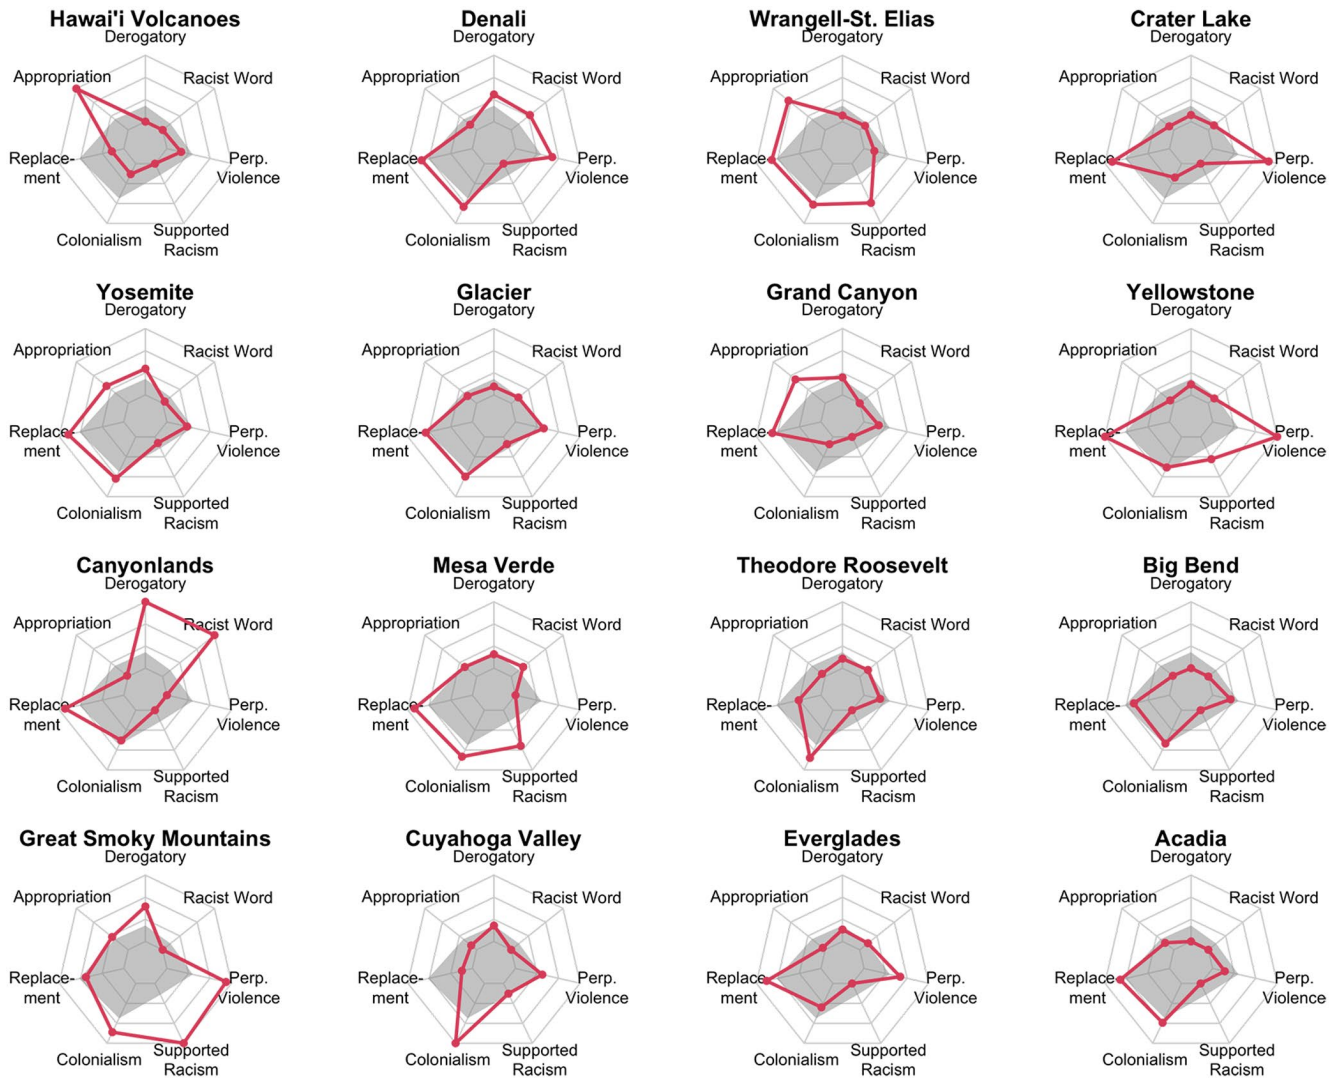 Hawai'i Volcanoes
Derogatory
Appropriation
Racist Word
Replace-
ment
Perp.
Violence
Colonialism
Supported
Racism
Denali
Derogatory
Appropriation
Racist Word
Replace-
ment
Perp.
Violence
Colonialism
Supported
Racism
Wrangell-St. Elias
Derogatory
Appropriation
Racist Word
Replace-
ment
Perp.
Violence
Colonialism
Supported
Racism
Crater Lake
Derogatory
Appropriation
Racist Word
Replace-
ment
Perp.
Violence
Colonialism
Supported
Racism
Yosemite
Derogatory
Appropriation
Racist Word
Replace-
ment
Perp.
Violence
Colonialism
Supported
Racism
Glacier
Derogatory
Appropriation
Racist Word
Replace-
ment
Perp.
Violence
Colonialism
Supported
Racism
Grand Canyon
Derogatory
Appropriation
Racist Word
Replace-
ment
Perp.
Violence
Colonialism
Supported
Racism
Yellowstone
Derogatory
Appropriation
Racist Word
Replace-
ment
Perp.
Violence
Colonialism
Supported
Racism
Canyonlands
Derogatory
Appropriation
Racist Word
Replace-
ment
Perp.
Violence
Colonialism
Supported
Racism
Mesa Verde
Derogatory
Appropriation
Racist Word
Replace-
ment
Perp.
Violence
Colonialism
Supported
Racism
Theodore Roosevelt
Derogatory
Appropriation
Racist Word
Replace-
ment
Perp.
Violence
Colonialism
Supported
Racism
Big Bend
Derogatory
Appropriation
Racist Word
Replace-
ment
Perp.
Violence
Colonialism
Supported
Racism
Great Smoky Mountains
Derogatory
Appropriation
Racist Word
Replace-
ment
Perp.
Violence
Colonialism
Supported
Racism
Cuyahoga Valley
Derogatory
Appropriation
Racist Word
Replace-
ment
Perp.
Violence
Colonialism
Supported
Racism
Everglades
Derogatory
Appropriation
Racist Word
Replace-
ment
Perp.
Violence
Colonialism
Supported
Racism
Acadia
Derogatory
Appropriation
Racist Word
Replace-
ment
Perp.
Violence
Colonialism
Supported
Racism